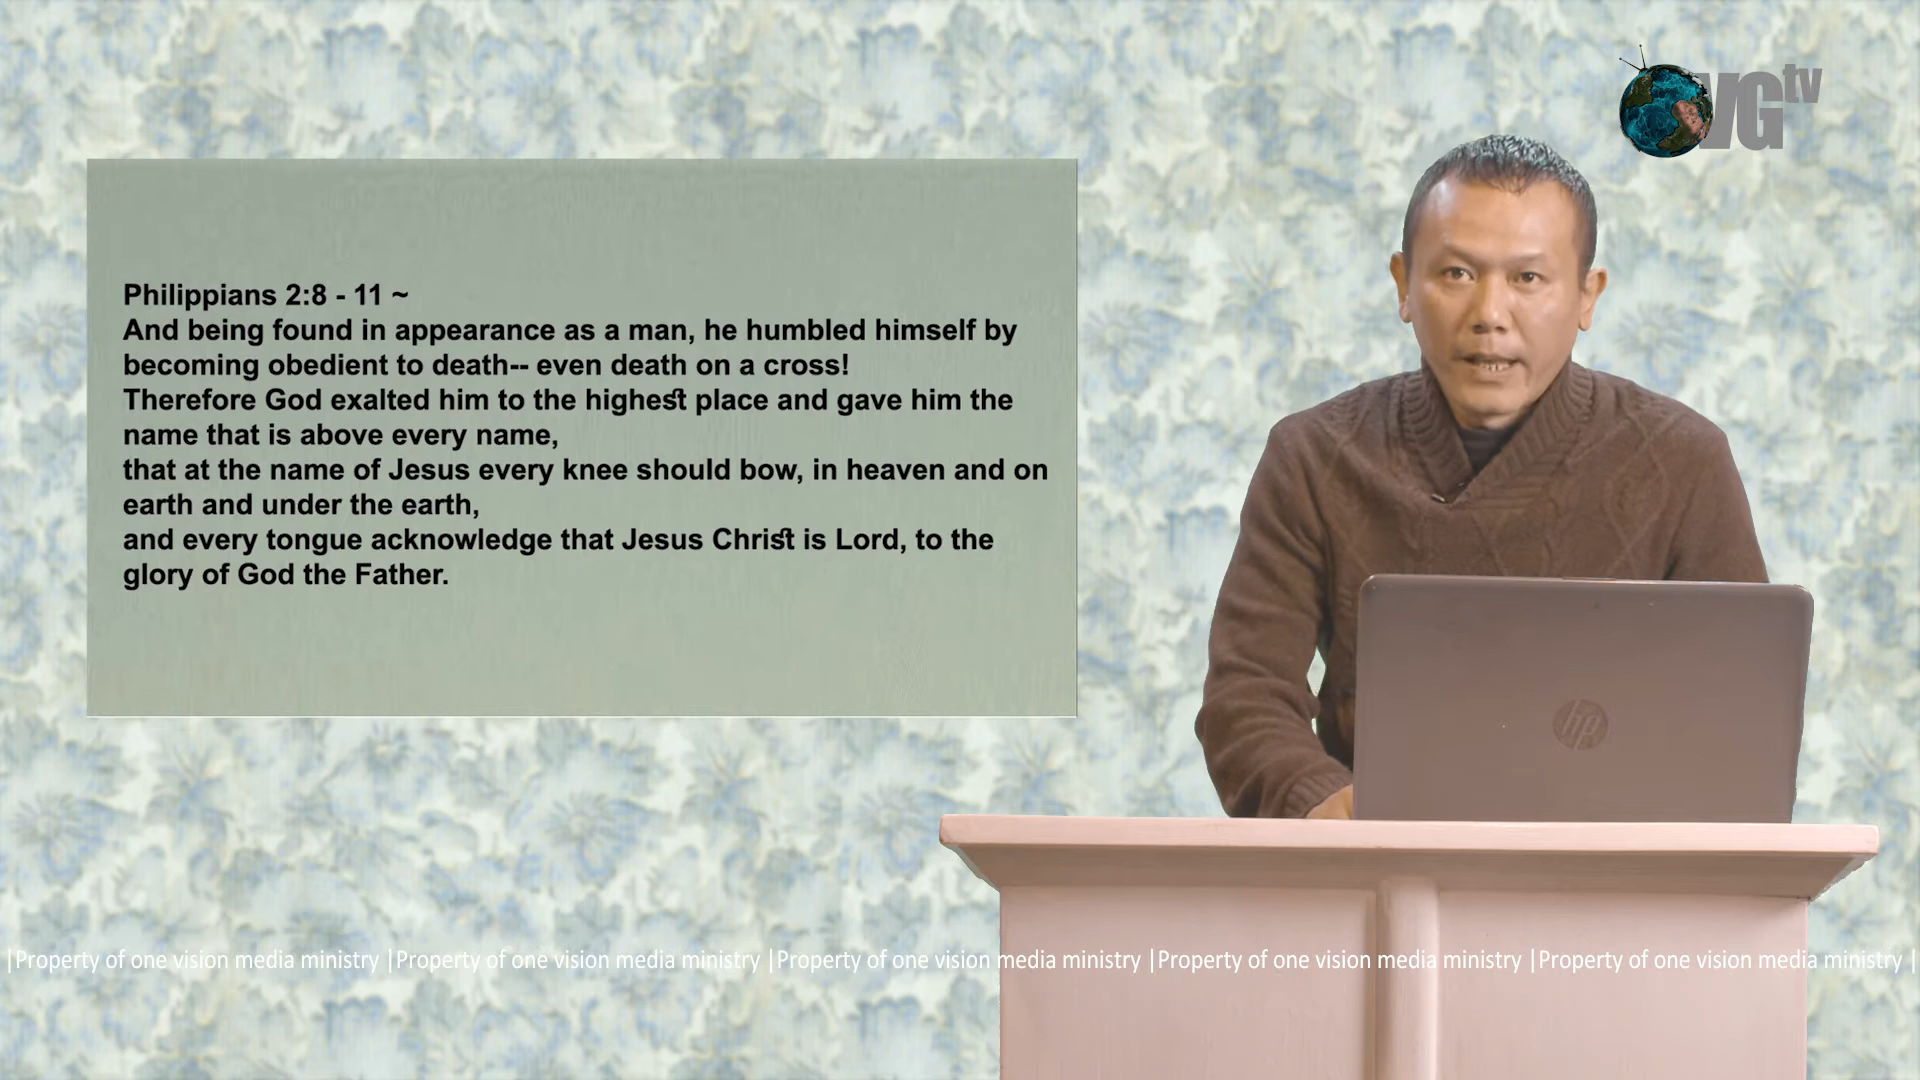 VGtv
Philippians 2:8 - 11 ~
And being found in appearance as a man, he humbled himself by
becoming obedient to death-- even death on a cross!
Therefore God exalted him to the highest place and gave him the
name that is above every name,
that at the name of Jesus every knee should bow, in heaven and on
earth and under the earth,
and every tongue acknowledge that Jesus Christ is Lord, to the
glory of God the Father.
hp
|Property of one vision media ministry |Property of one vision media ministry |Property of one vision media ministry |Property of one vision media ministry |Property of one vision media ministry |